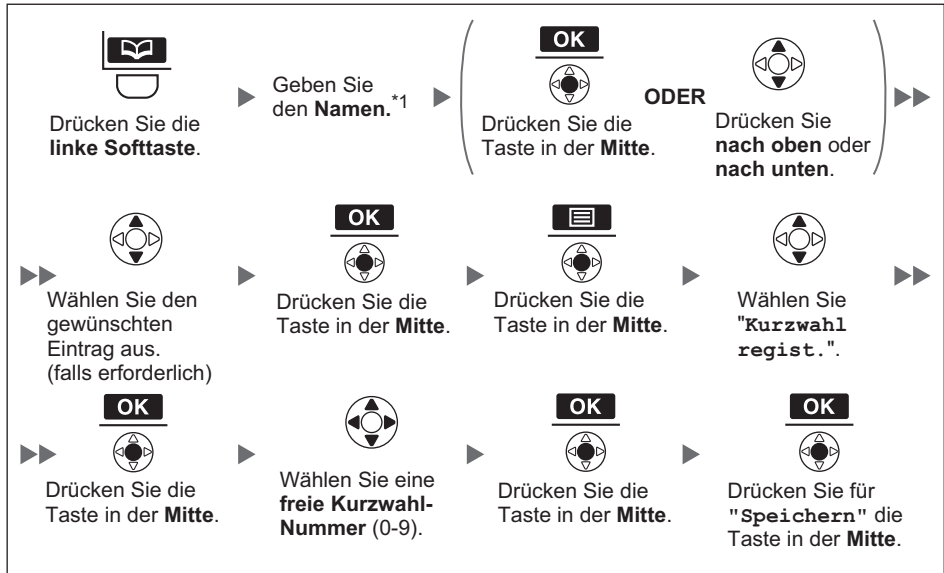 Drücken Sie die
linke Softtaste.
Geben Sie
den Namen.*1
OK
Drücken Sie die
Taste in der Mitte.
ODER
Drücken Sie
nach oben oder
nach unten.
Wählen Sie den
gewünschten
Eintrag aus.
(falls erforderlich)
OK
Drücken Sie die
Taste in der Mitte.
Drücken Sie die
Taste in der Mitte.
Wählen Sie
"Kurzwahl
regist.".
OK
Drücken Sie die
Taste in der Mitte.
Wählen Sie eine
freie Kurzwahl-
Nummer (0-9).
OK
Drücken Sie die
Taste in der Mitte.
OK
Drücken Sie für
"Speichern" die
Taste in der Mitte.